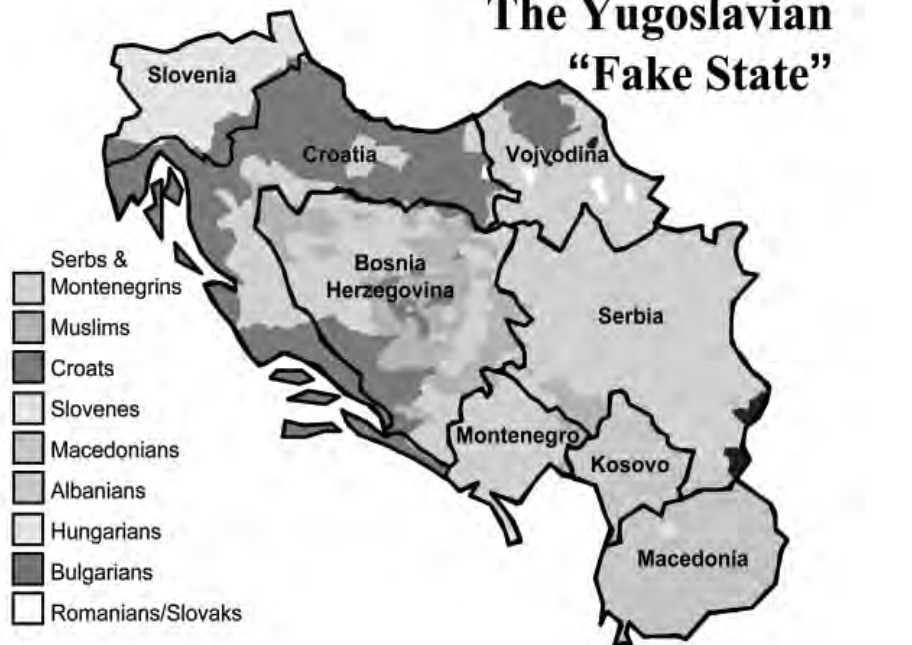 The Yugoslavian
“Fake State”
Slovenia
Croatia
Vojvodina
Bosnia
Herzegovina
Serbia
Montenegro
Kosovo
Macedonia
Serbs &
Montenegrins
Muslims
Croats
Slovenes
Macedonians
Albanians
Hungarians
Bulgarians
Romanians/Slovaks